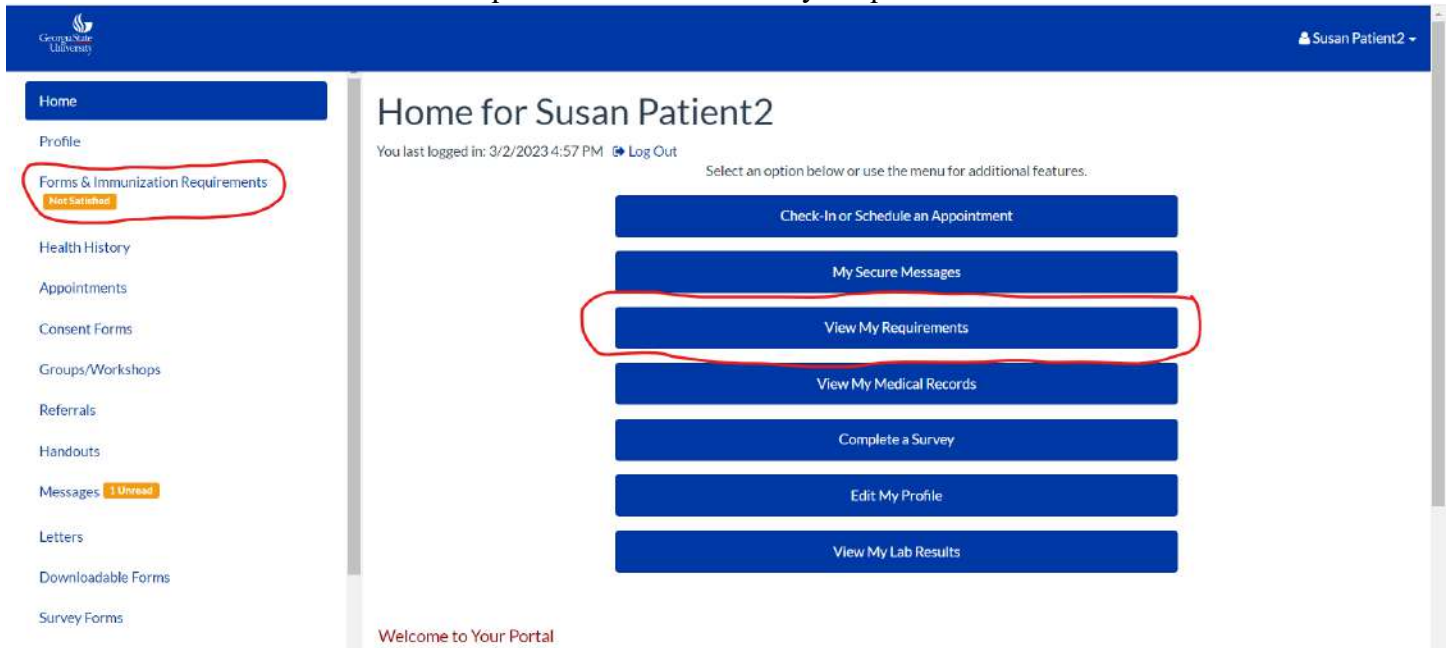 Georgia State
University
Susan Patient2
Home
Profile
Forms & Immunization Requirements
Not Satisfied
Health History
Appointments
Consent Forms
Groups/Workshops
Referrals
Handouts
Messages 1 Unread
Letters
Downloadable Forms
Survey Forms
Home for Susan Patient2
You last logged in: 3/2/2023 4:57 PM Log Out
Select an option below or use the menu for additional features.
Check-In or Schedule an Appointment
My Secure Messages
View My Requirements
View My Medical Records
Complete a Survey
Edit My Profile
View My Lab Results
Welcome to Your Portal